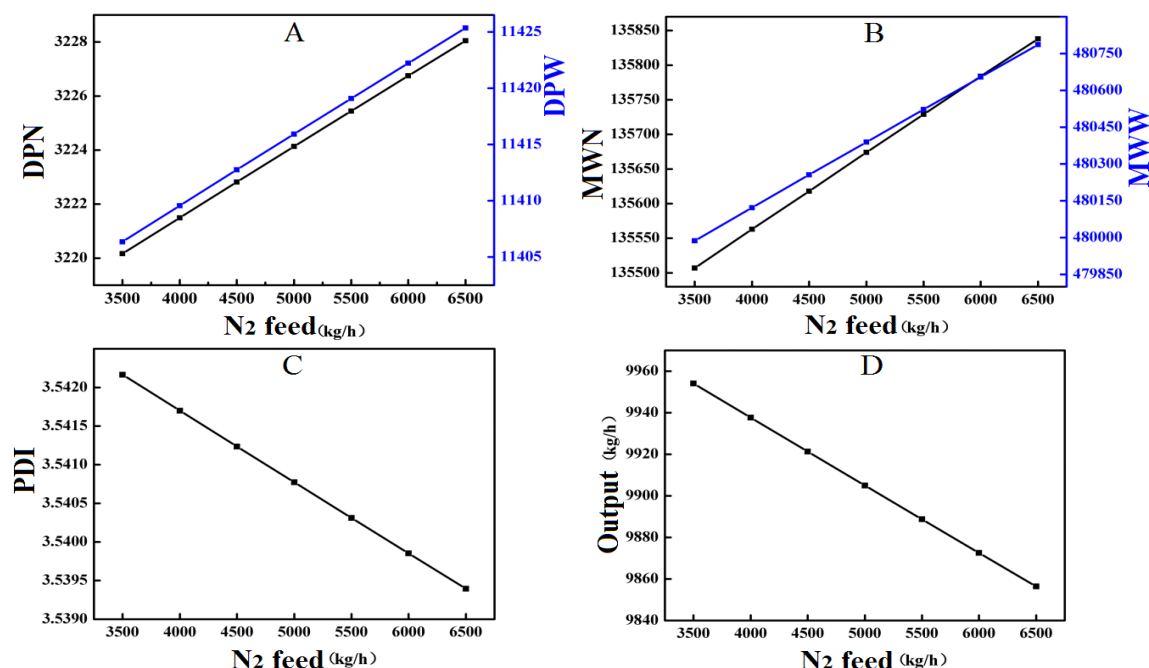 A
DPN
3228
3226
3224
3222
3220
11425
11420
11415
11410
11405
DPW
3500 4000 4500 5000 5500 6000 6500
N2 feed(kg/h)
B
MWN
135850
135800
135750
135700
135650
135600
135550
135500
480750
480600
480450
480300
480150
480000
479850
MWW
3500 4000 4500 5000 5500 6000 6500
N2 feed(kg/h)
C
PDI
3.5420
3.5415
3.5410
3.5405
3.5400
3.5395
3.5390
3500 4000 4500 5000 5500 6000 6500
N2 feed(kg/h)
D
Output (kg/h)
9960
9940
9920
9900
9880
9860
9840
3500 4000 4500 5000 5500 6000 6500
N2 feed(kg/h)